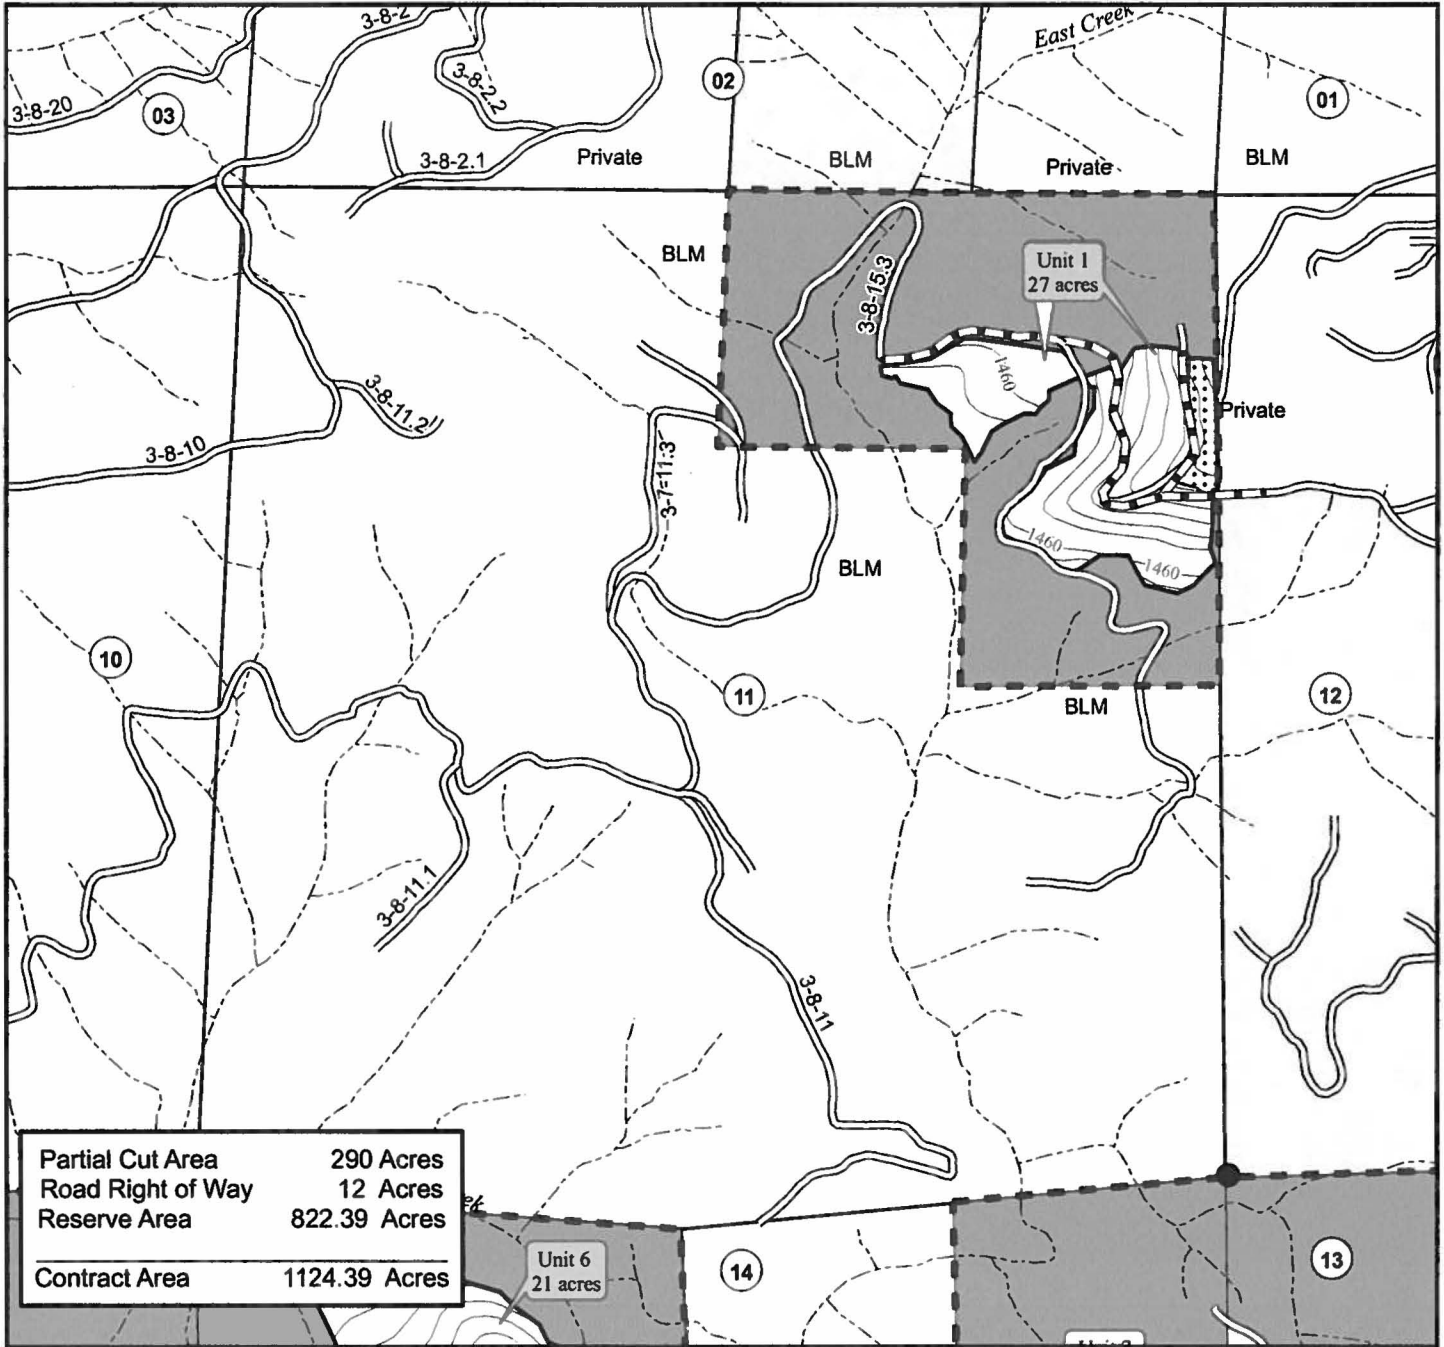 3-8-2
East Creek
02
3-8-2.2
01
3-8-20
03
Private
3-8-2.1
BLM
Private
BLM
BLM
Unit 1
27 acres
3-8-15.3
1460
3-8-11.2
Private
3-8-10
3-7-11.3
1460
BLM
1460
10
11
12
BLM
3-8-11.1
3-8-11
Partial Cut Area 290 Acres
Road Right of Way 12 Acres
Reserve Area 822.39 Acres
Contract Area 1124.39 Acres
Unit 6
21 acres
14
13